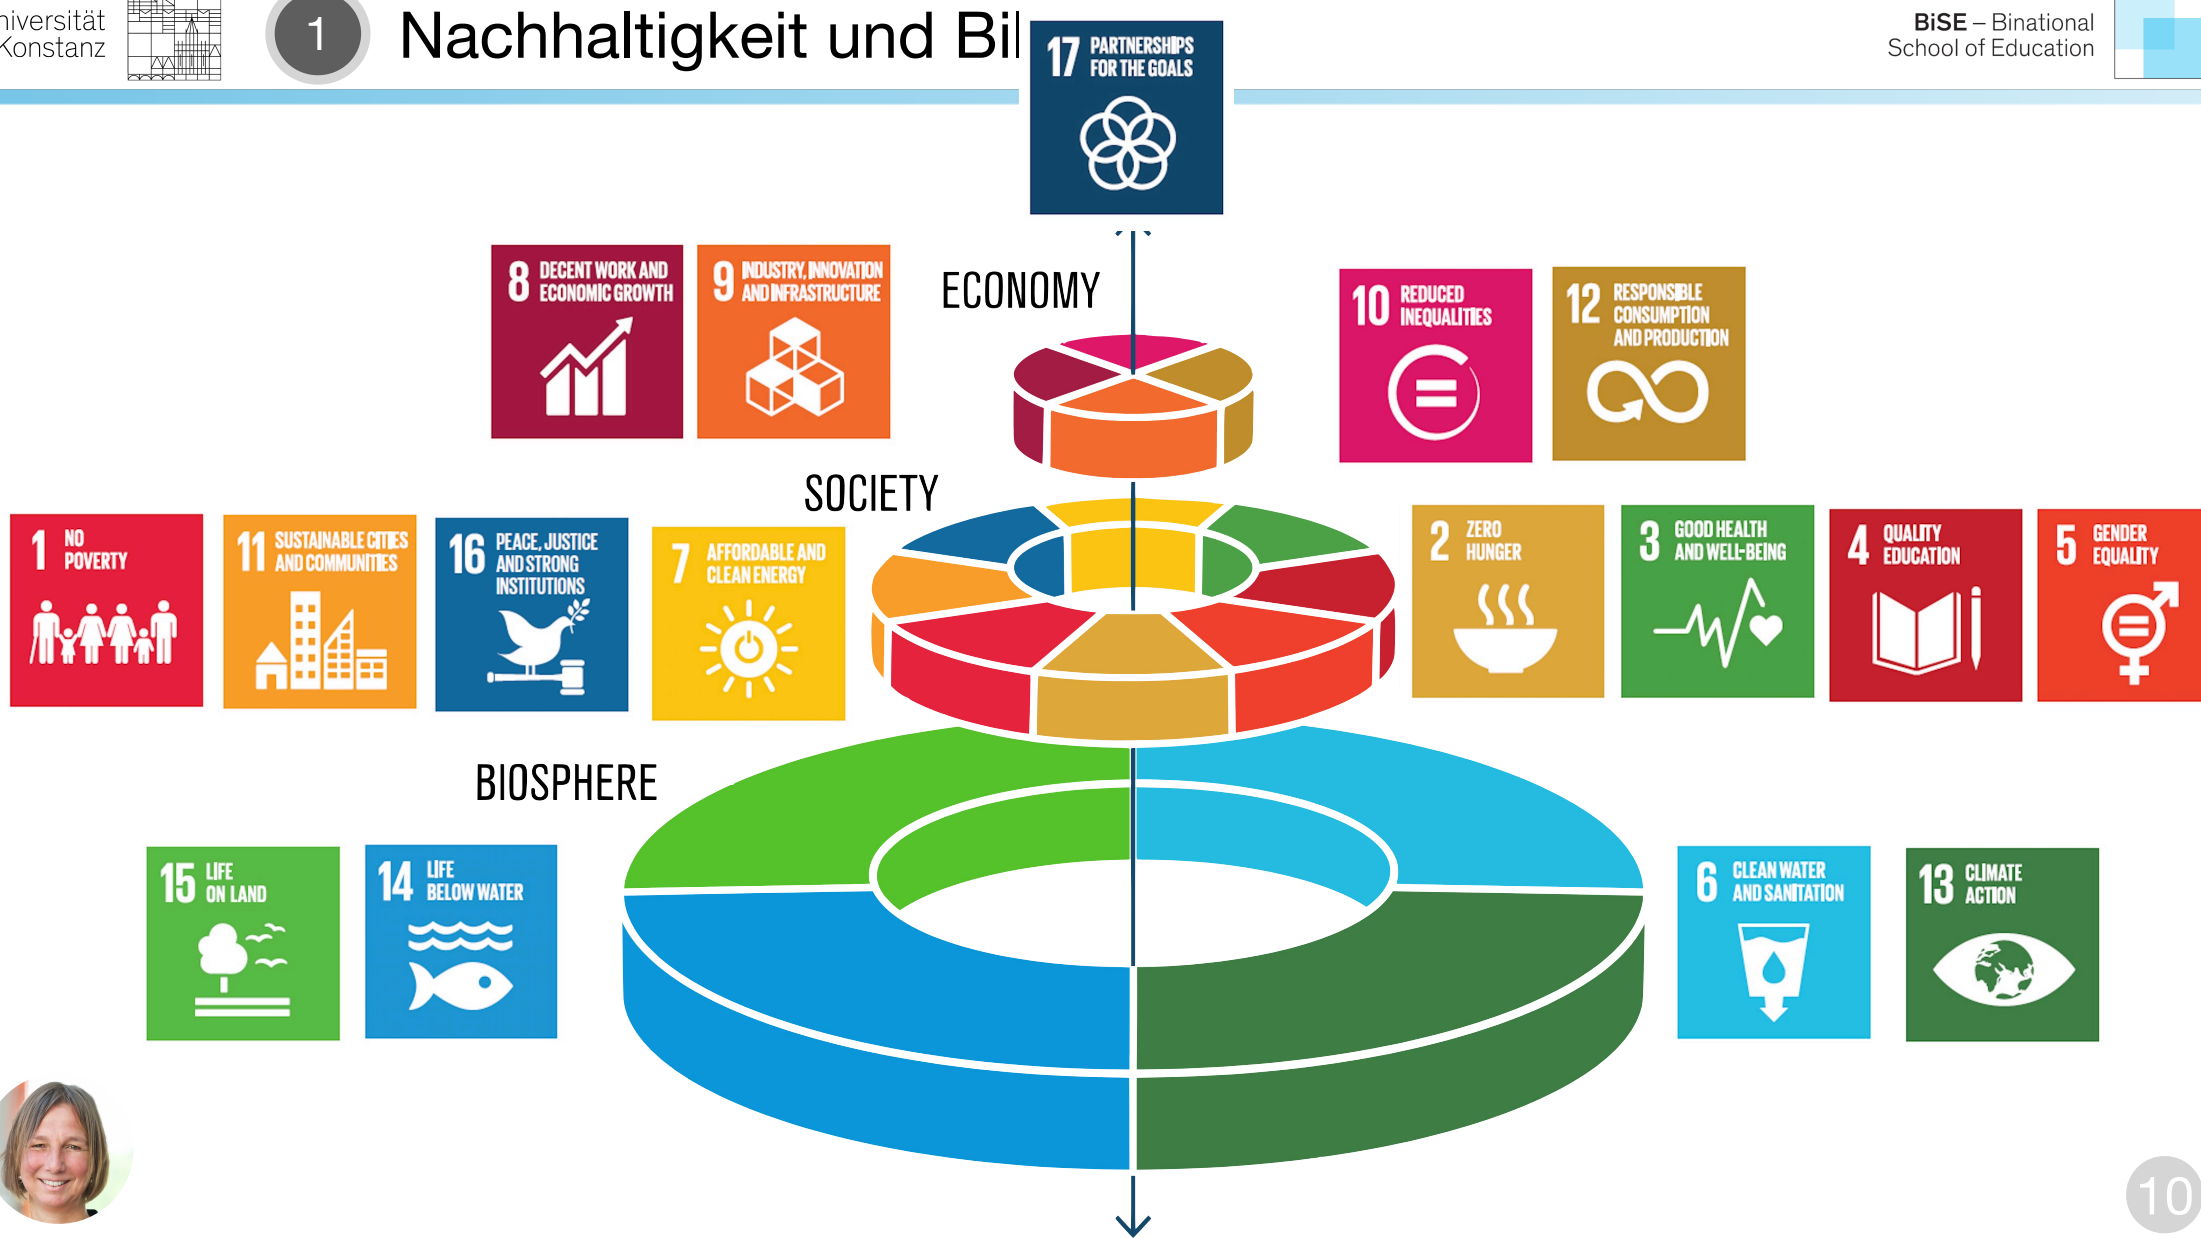 niversität
Konstanz
1
Nachhaltigkeit und Bil
BiSE – Binational
School of Education
17 PARTNERSHIPS
FOR THE GOALS
8 DECENT WORK AND
ECONOMIC GROWTH
9 INDUSTRY, INNOVATION
AND INFRASTRUCTURE
ECONOMY
10 REDUCED
INEQUALITIES
12 RESPONSIBLE
CONSUMPTION
AND PRODUCTION
SOCIETY
1 NO
POVERTY
11 SUSTAINABLE CITIES
AND COMMUNITIES
16 PEACE, JUSTICE
AND STRONG
INSTITUTIONS
7 AFFORDABLE AND
CLEAN ENERGY
2 ZERO
HUNGER
3 GOOD HEALTH
AND WELL-BEING
4 QUALITY
EDUCATION
5 GENDER
EQUALITY
BIOSPHERE
15 LIFE
ON LAND
14 LIFE
BELOW WATER
6 CLEAN WATER
AND SANITATION
13 CLIMATE
ACTION
10